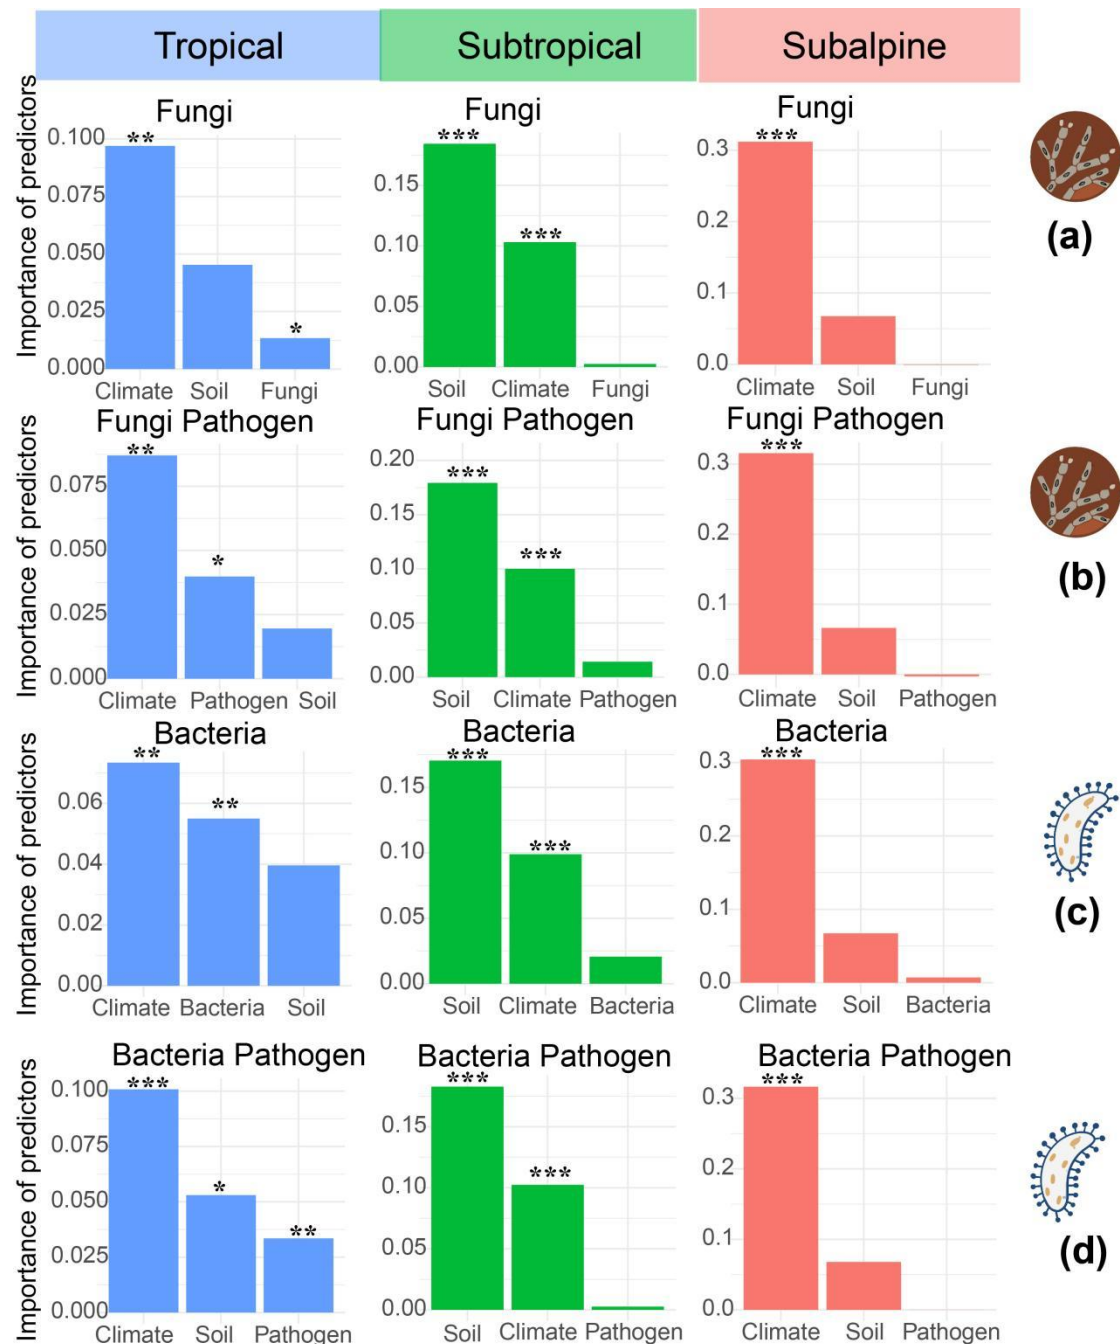 Tropical Subtropical Subalpine
Fungi Fungi Fungi
Importance of predictors
0.100 ** *** ***
0.075 0.15 0.3
0.050 0.10 *** 0.2
0.025 * 0.05 0.1
0.000 0.00 0.0
Climate Soil Fungi Soil Climate Fungi Climate Soil Fungi
(a)
Fungi Pathogen Fungi Pathogen Fungi Pathogen
Importance of predictors
** 0.20 *** ***
0.075 0.15 0.3
0.050 * 0.10 *** 0.2
0.025 0.05 0.1
0.000 0.00 0.0
Climate Pathogen Soil Soil Climate Pathogen Climate Soil Pathogen
(b)
Bacteria Bacteria Bacteria
Importance of predictors
** *** ***
0.06 ** 0.15 0.3
0.04 0.10 *** 0.2
0.02 0.05 0.1
0.00 0.00 0.0
Climate Bacteria Soil Soil Climate Bacteria Climate Soil Bacteria
(c)
Bacteria Pathogen Bacteria Pathogen Bacteria Pathogen
Importance of predictors
0.100 *** *** ***
0.075 0.15 0.3
0.050 * 0.10 *** 0.2
0.025 ** 0.05 0.1
0.000 0.00 0.0
Climate Soil Pathogen Soil Climate Pathogen Climate Soil Pathogen
(d)